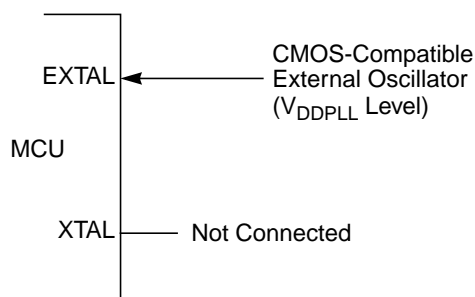 EXTAL
CMOS-Compatible
External Oscillator
(VDDPLL Level)
MCU
XTAL
Not Connected